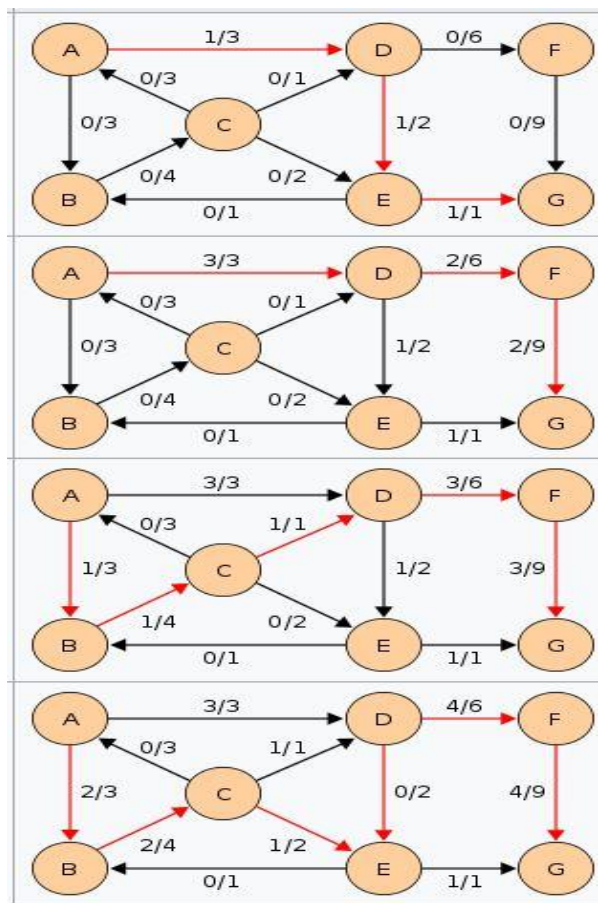 A 1/3 D 0/6 F
0/3 0/1
0/3 C 1/2 0/9
0/4 0/2
B 0/1 E 1/1 G
A 3/3 D 2/6 F
0/3 0/1
0/3 C 1/2 2/9
0/4 0/2
B 0/1 E 1/1 G
A 3/3 D 3/6 F
0/3 1/1
1/3 C 1/2 3/9
1/4 0/2
B 0/1 E 1/1 G
A 3/3 D 4/6 F
0/3 1/1
2/3 C 0/2 4/9
2/4 1/2
B 0/1 E 1/1 G